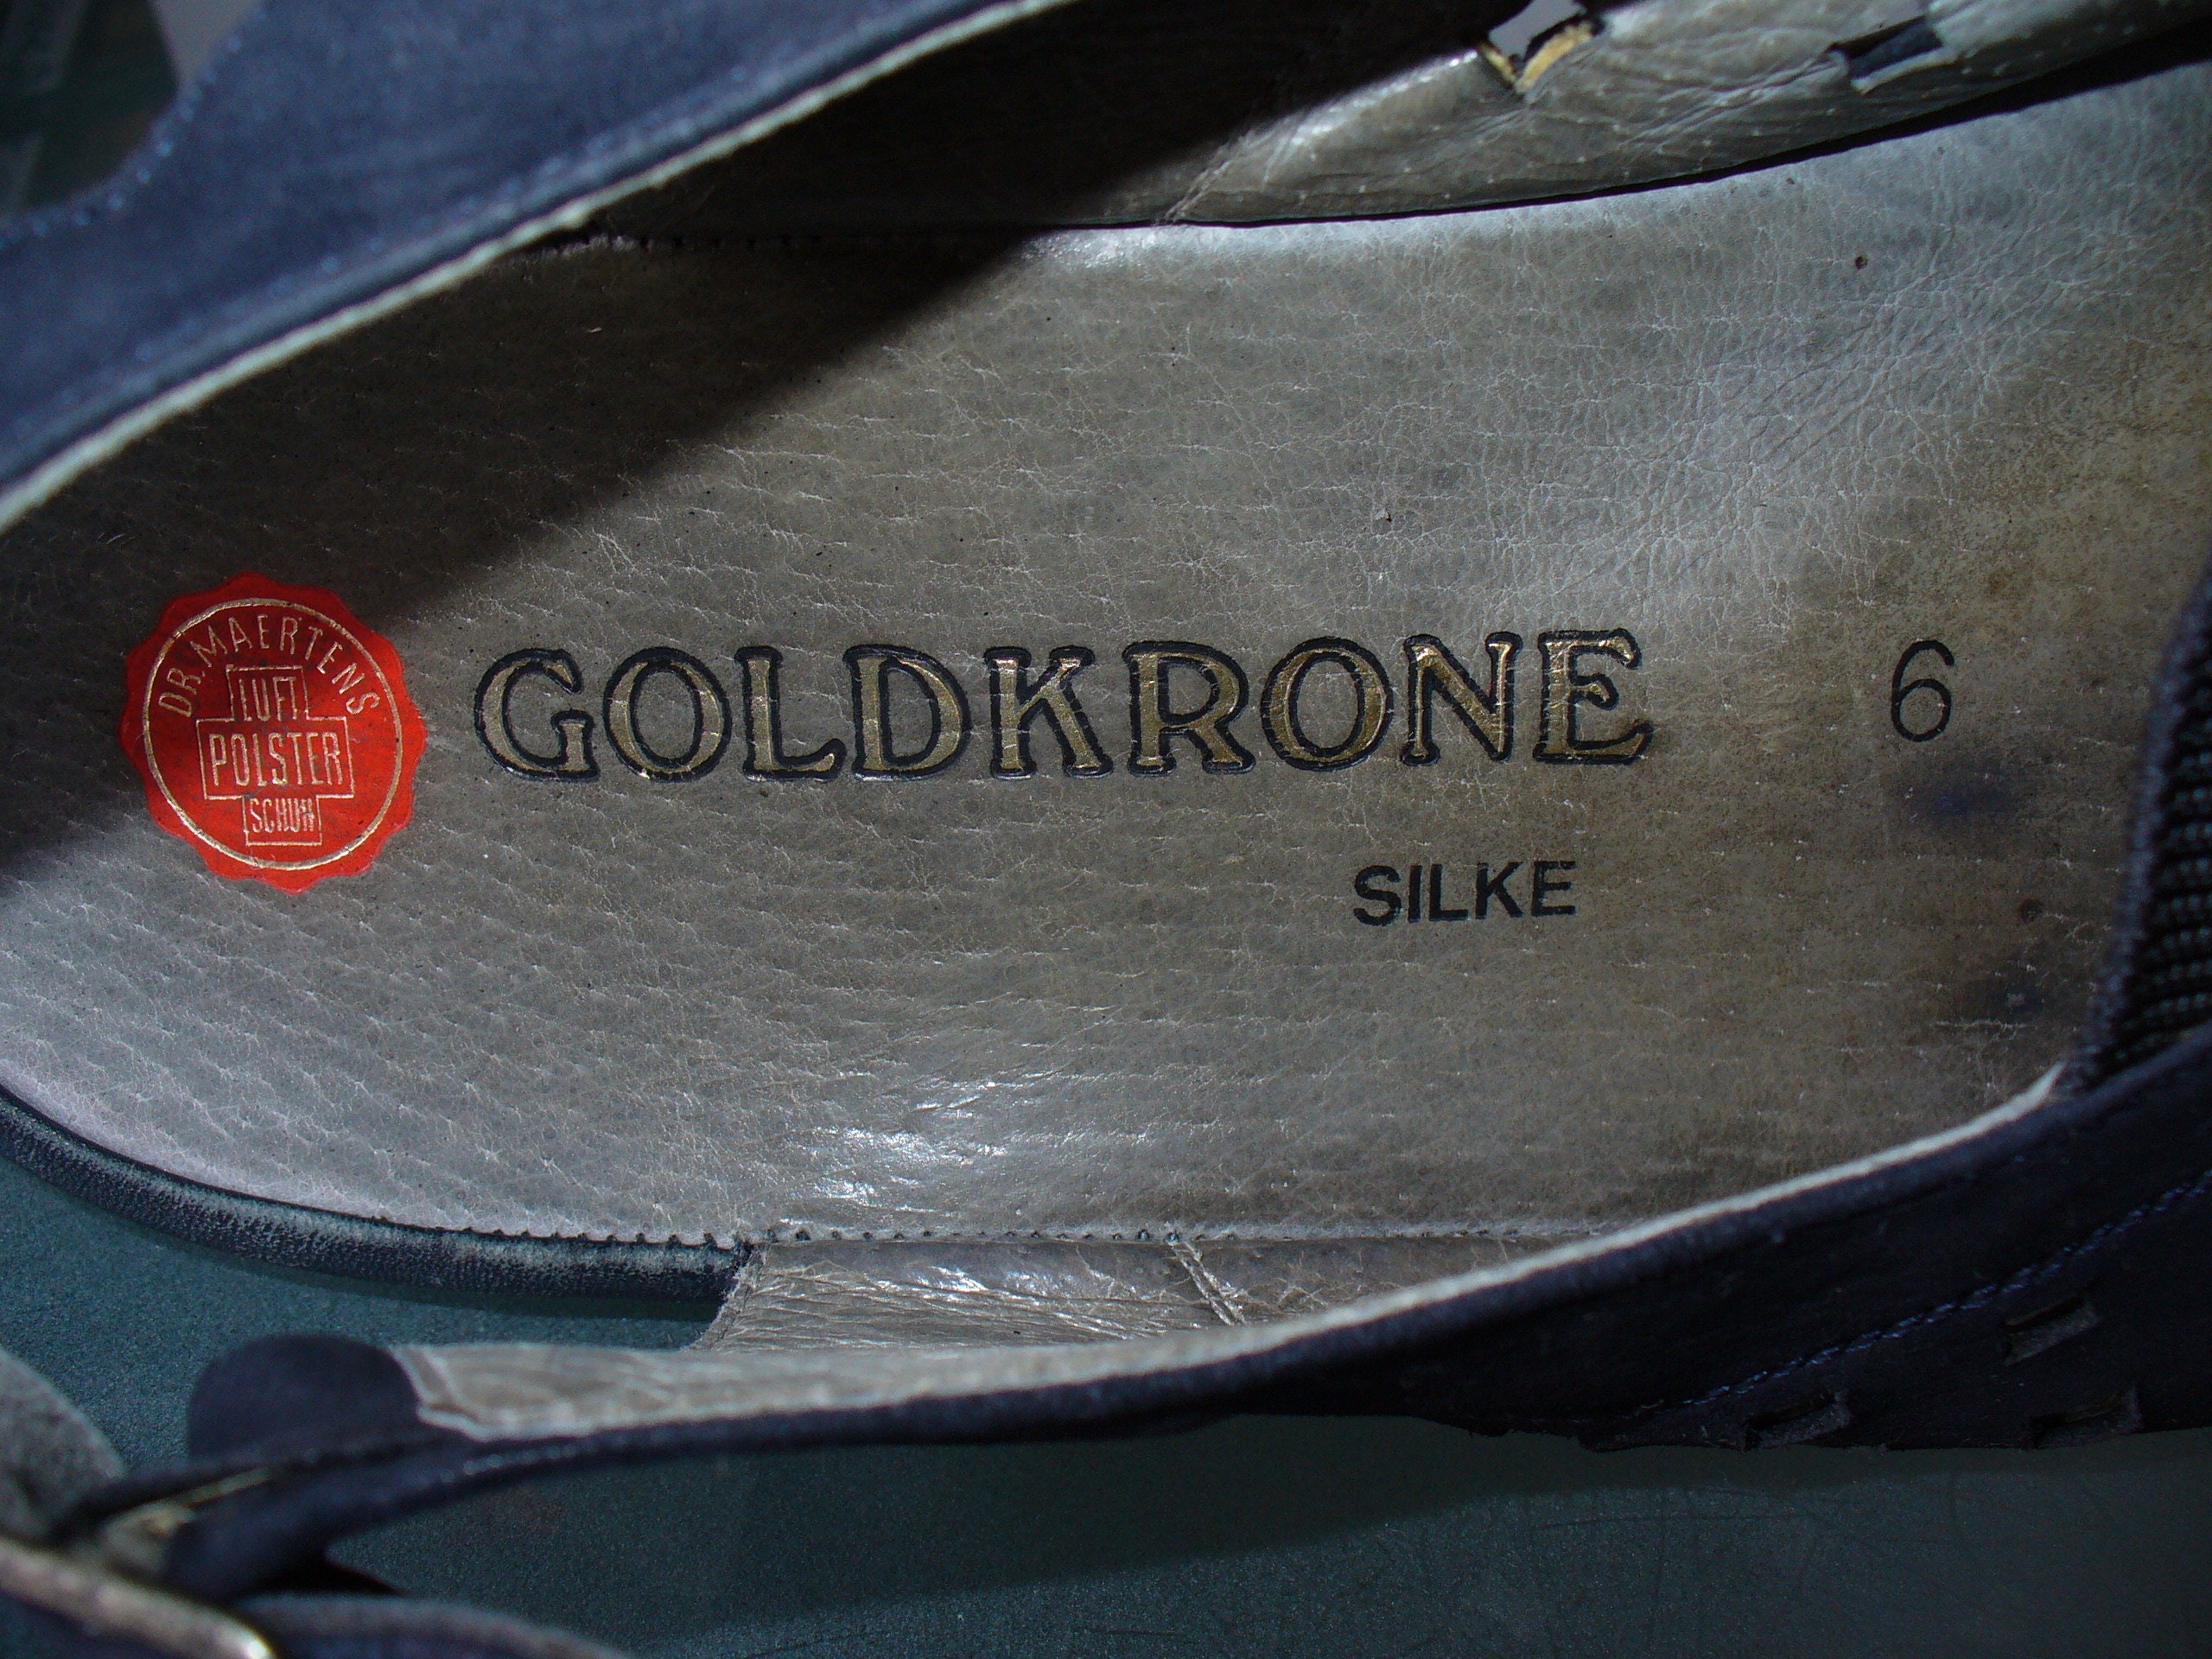 DR. MAERTENS
LUFT
POLSTER
SCHUH
GOLDKRONE
6
SILKE